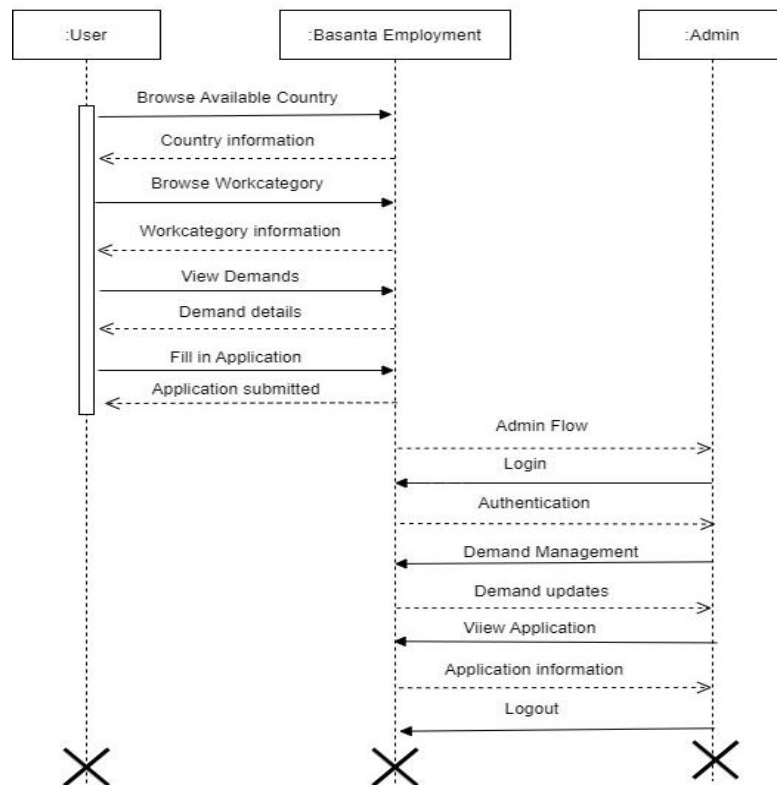 :User
:Basanta Employment
:Admin
Browse Available Country
Country information
Browse Workcategory
Workcategory information
View Demands
Demand details
Fill in Application
Application submitted
Admin Flow
Login
Authentication
Demand Management
Demand updates
Viiew Application
Application information
Logout